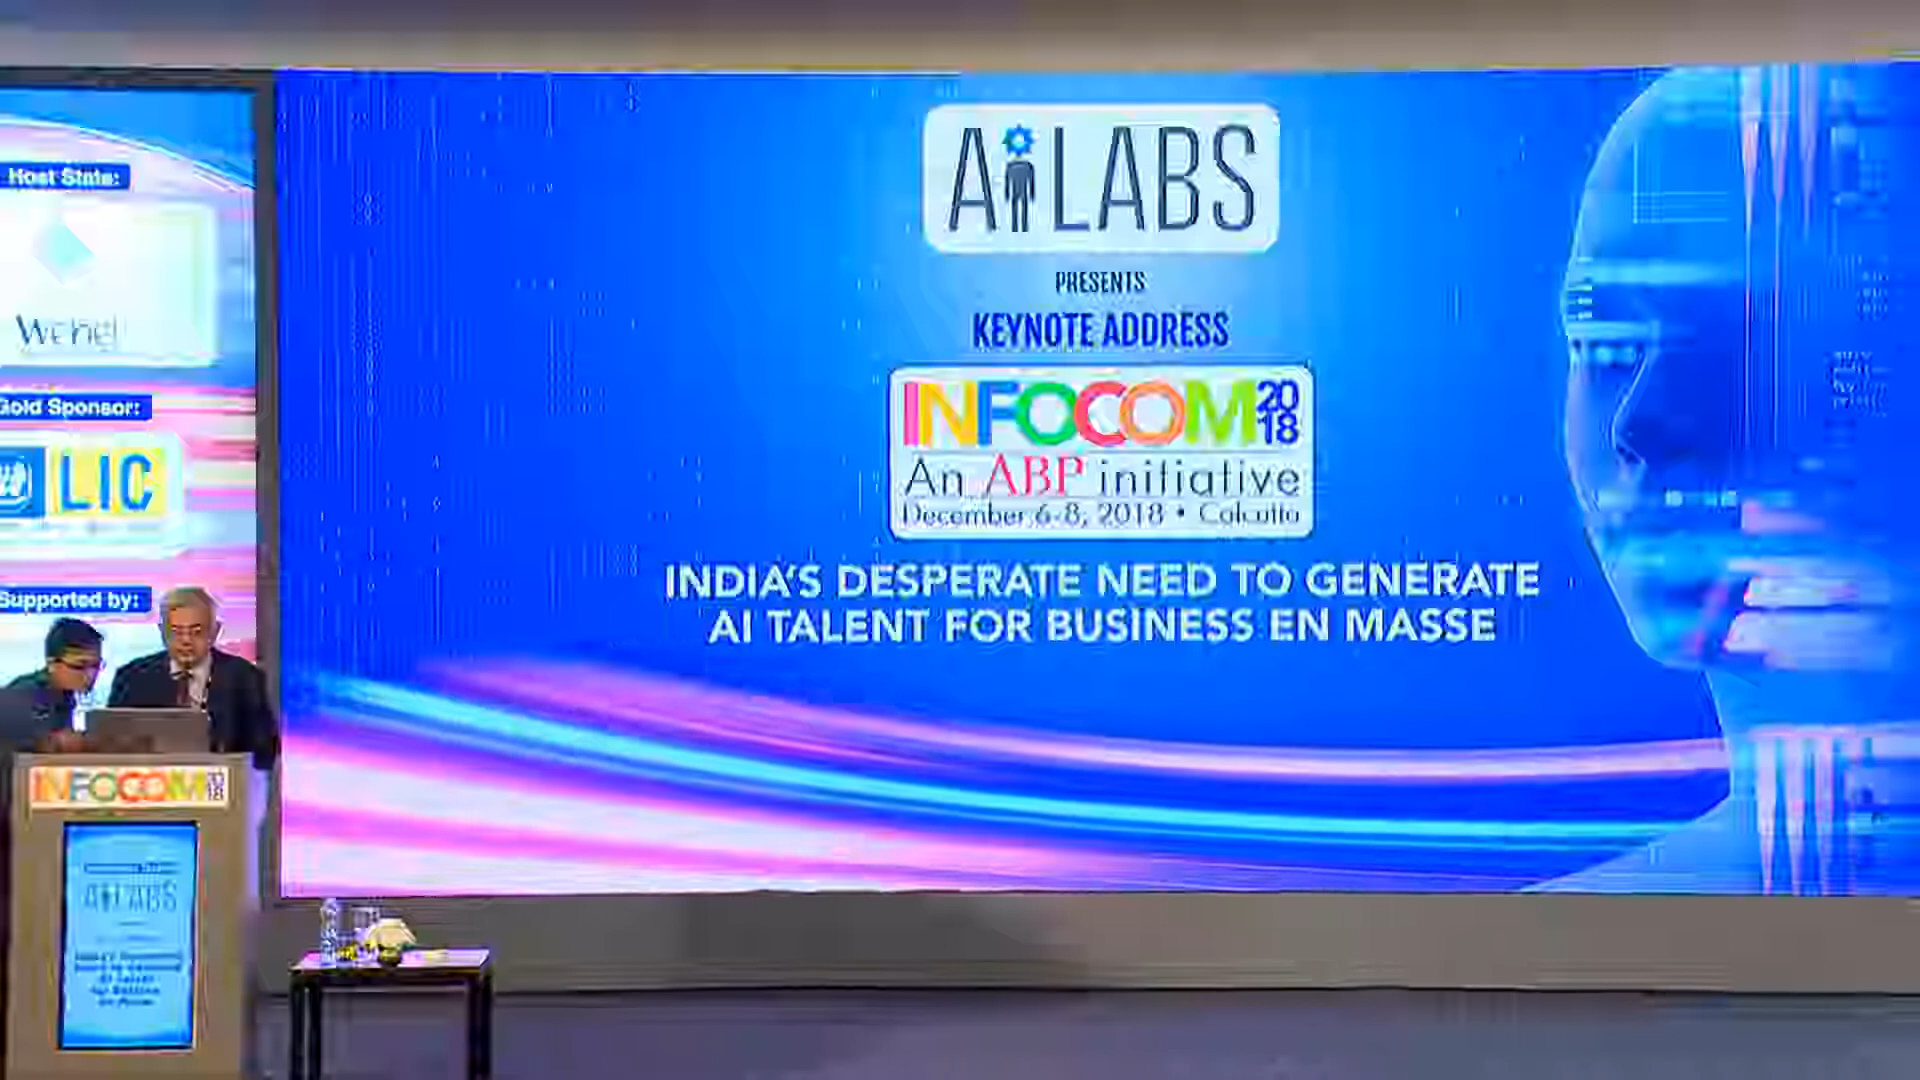 Host State:
Gold Sponsor:
LIC
Supported by:
AiLABS
PRESENTS
KEYNOTE ADDRESS
INFOCOM 2018
An ABP initiative
December 6-8, 2018 • Calcutta
INDIA'S DESPERATE NEED TO GENERATE
AI TALENT FOR BUSINESS EN MASSE
INFOCOM 2018
AiLABS